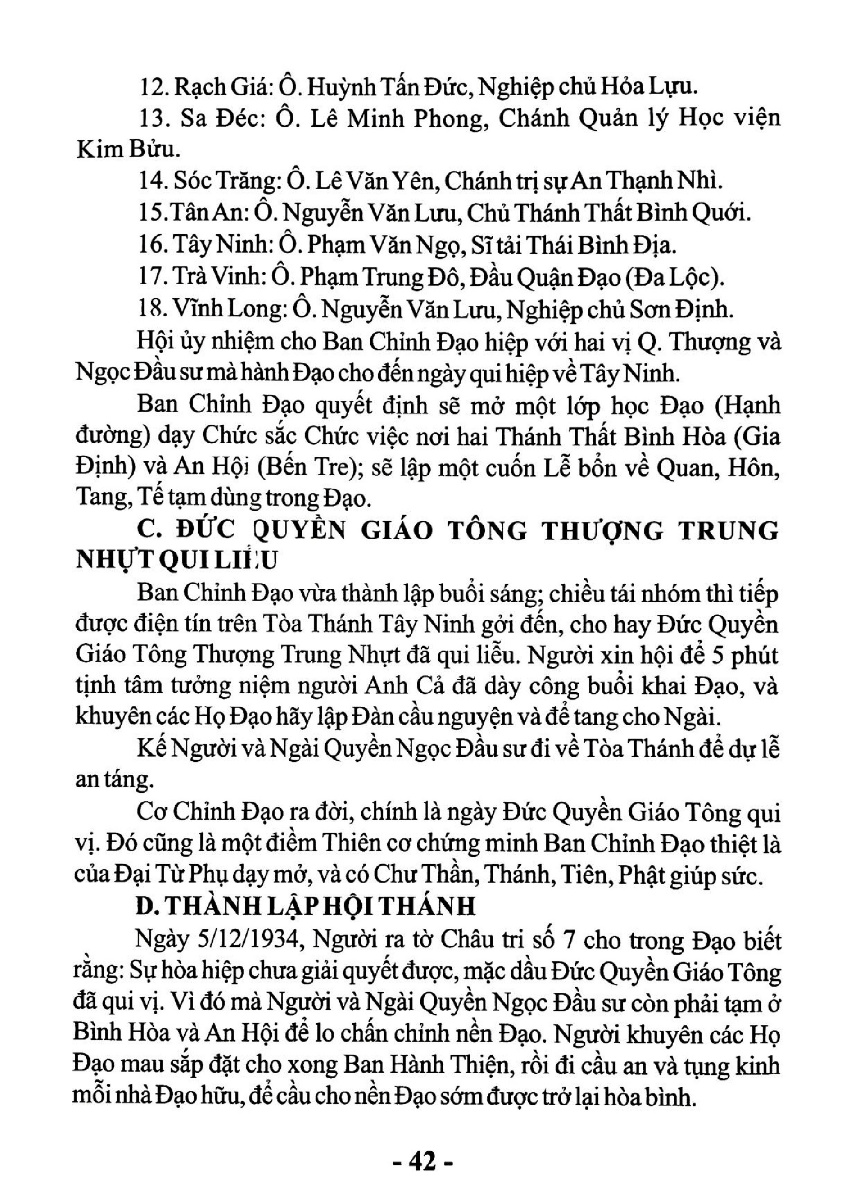 12. Rạch Giá: Ô. Huỳnh Tấn Đức, Nghiệp chủ Hỏa Lựu.
13. Sa Đéc: Ô. Lê Minh Phong, Chánh Quản lý Học viện
Kim Bửu.
14. Sóc Trăng: Ô. Lê Văn Yên, Chánh trị sự An Thạnh Nhì.
15.Tân An: Ô. Nguyễn Văn Lưu, Chủ Thánh Thất Bình Quới.
16. Tây Ninh: Ô. Phạm Văn Ngọ, Sĩ tải Thái Bình Địa.
17. Trà Vinh: Ô. Phạm Trung Đô, Đầu Quận Đạo (Đa Lộc).
18. Vĩnh Long: Ô. Nguyễn Văn Lưu, Nghiệp chủ Sơn Định.
Hội ủy nhiệm cho Ban Chỉnh Đạo hiệp với hai vị Q. Thượng và
Ngọc Đầu sư mà hành Đạo cho đến ngày qui hiệp về Tây Ninh.
Ban Chỉnh Đạo quyết định sẽ mở một lớp học Đạo (Hạnh
đường) dạy Chức sắc Chức việc nơi hai Thánh Thất Bình Hòa (Gia
Định) và An Hội (Bến Tre); sẽ lập một cuốn Lễ bổn về Quan, Hôn,
Tang, Tế tạm dùng trong Đạo.
C. ĐỨC QUYỀN GIÁO TÔNG THƯỢNG TRUNG
NHỰT QUI LIỄU
Ban Chỉnh Đạo vừa thành lập buổi sáng; chiều tái nhóm thì tiếp
được điện tín trên Tòa Thánh Tây Ninh gởi đến, cho hay Đức Quyền
Giáo Tông Thượng Trung Nhựt đã qui liễu. Người xin hội để 5 phút
tịnh tâm tưởng niệm người Anh Cả đã dày công buổi khai Đạo, và
khuyên các Họ Đạo hãy lập Đàn cầu nguyện và để tang cho Ngài.
Kế Người và Ngài Quyền Ngọc Đầu sư đi về Tòa Thánh để dự lễ
an táng.
Cơ Chỉnh Đạo ra đời, chính là ngày Đức Quyền Giáo Tông qui
vị. Đó cũng là một điềm Thiên cơ chứng minh Ban Chỉnh Đạo thiệt là
của Đại Từ Phụ dạy mở, và có Chư Thần, Thánh, Tiên, Phật giúp sức.
D. THÀNH LẬP HỘI THÁNH
Ngày 5/12/1934, Người ra tờ Châu tri số 7 cho trong Đạo biết
rằng: Sự hòa hiệp chưa giải quyết được, mặc dầu Đức Quyền Giáo Tông
đã qui vị. Vì đó mà Người và Ngài Quyền Ngọc Đầu sư còn phải tạm ở
Bình Hòa và An Hội để lo chấn chỉnh nền Đạo. Người khuyên các Họ
Đạo mau sắp đặt cho xong Ban Hành Thiện, rồi đi cầu an và tụng kinh
mỗi nhà Đạo hữu, để cầu cho nền Đạo sớm được trở lại hòa bình.
- 42 -